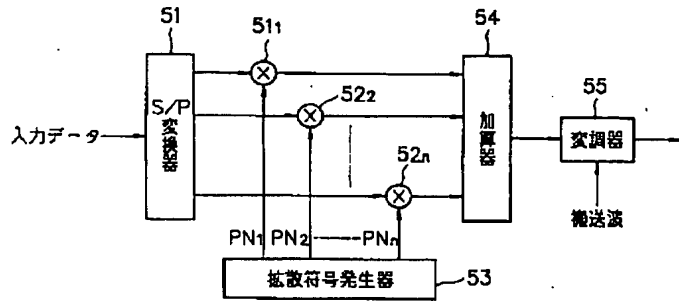 51
51₁
54
S/P
変換器
52₂
55
入力データ
加算器
変調器
52n
搬送波
PN₁ PN₂ PNn
拡散符号発生器
53